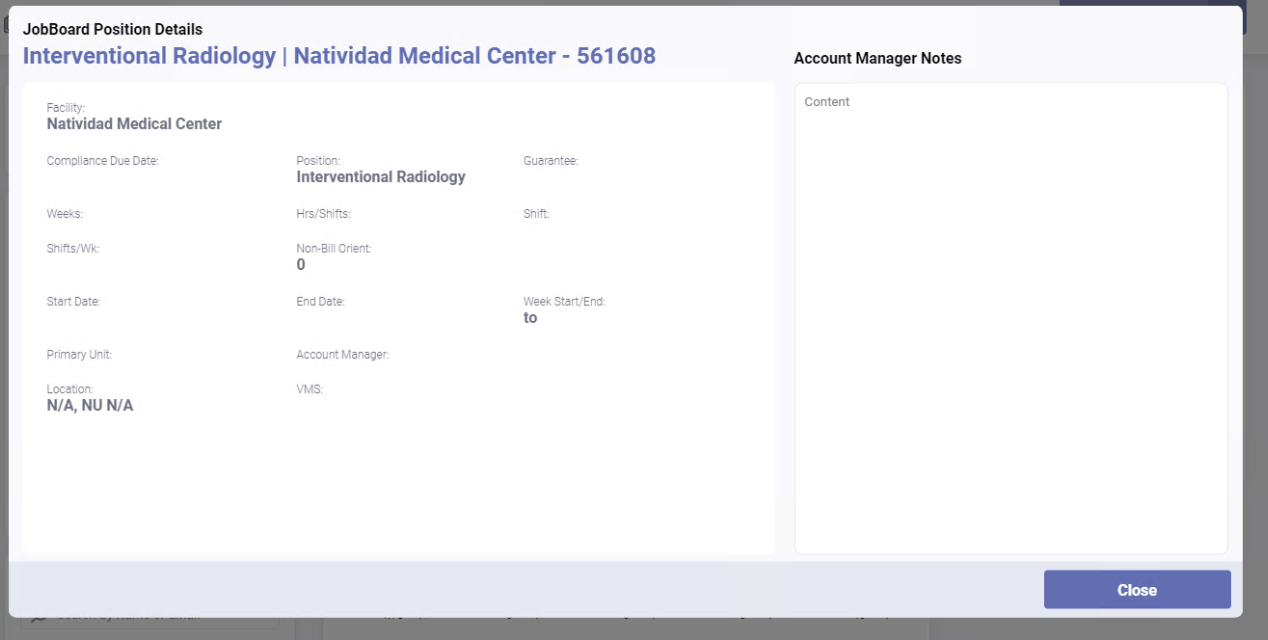 JobBoard Position Details
Interventional Radiology | Natividad Medical Center - 561608
Account Manager Notes
Facility:
Natividad Medical Center
Content
Compliance Due Date:
Position:
Interventional Radiology
Guarantee:
Weeks:
Hrs/Shifts:
Shift:
Shifts/Wk:
Non-Bill Orient:
0
Start Date:
End Date:
Week Start/End:
to
Primary Unit:
Account Manager:
Location:
N/A, NU N/A
VMS:
Close